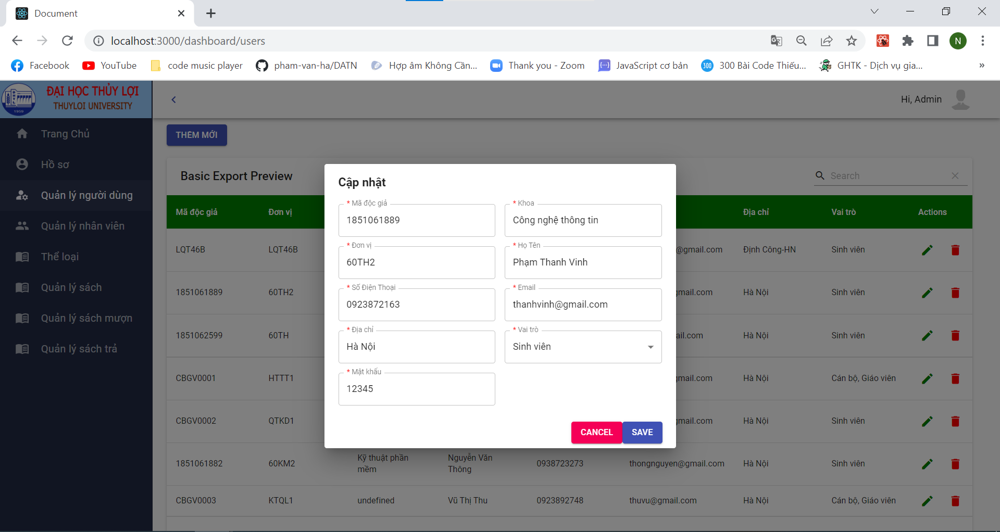 Document
localhost:3000/dashboard/users
N
Facebook
YouTube
code music player
pham-van-ha/DATN
Hợp âm Không Cần...
Thank you - Zoom
JavaScript cơ bản
300
300 Bài Code Thiếu...
GHTK - Dịch vụ gia...
»
ĐẠI HỌC THỦY LỢI
THUYLOI UNIVERSITY
1959
Hi, Admin
Trang Chủ
Hồ sơ
Quản lý người dùng
Quản lý nhân viên
Thể loại
Quản lý sách
Quản lý sách mượn
Quản lý sách trả
THÊM MỚI
Basic Export Preview
Search
Mã độc giả Đơn vị Địa chỉ Vai trò Actions
LQT46B LQT46B @gmail.com Định Công-HN Sinh viên
1851061889 60TH2 gmail.com Hà Nội Sinh viên
1851062599 60TH ail.com Hà Nội Sinh viên
CBGV0001 HTTT1 gmail.com Hà Nội Cán bộ, Giáo viên
CBGV0002 QTKD1 gmail.com Hà Nội Sinh viên
1851061882 60KM2 Kỹ thuật phần mềm Nguyễn Văn Thông 0938723273 thongnguyen@gmail.com Hà Nội Sinh viên
CBGV0003 KTQL1 undefined Vũ Thị Thu 0923892748 thuvu@gmail.com Hà Nội Cán bộ, Giáo viên
Cập nhật
* Mã độc giả
1851061889
* Khoa
Công nghệ thông tin
* Đơn vị
60TH2
* Họ Tên
Phạm Thanh Vinh
* Số Điện Thoại
0923872163
* Email
thanhvinh@gmail.com
* Địa chỉ
Hà Nội
* Vai trò
Sinh viên
* Mật khẩu
12345
CANCEL
SAVE